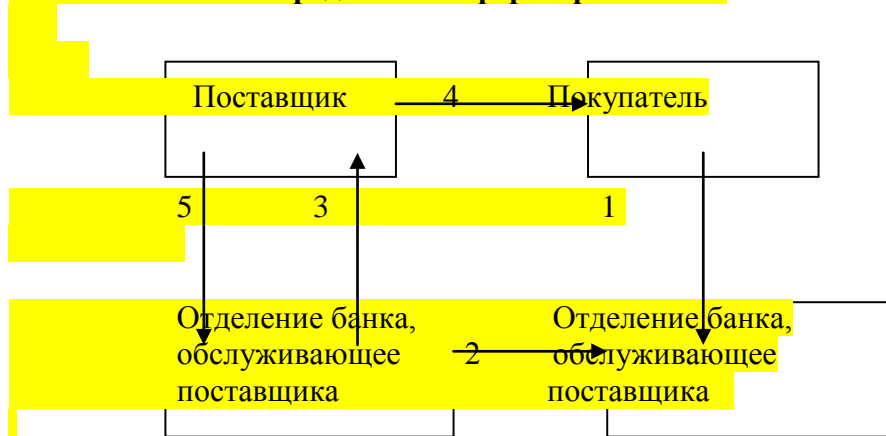 Поставщик 4 Покупатель
5 3 1
Отделение банка, Отделение банка,
обслуживающее 2 обслуживающее
поставщика поставщика